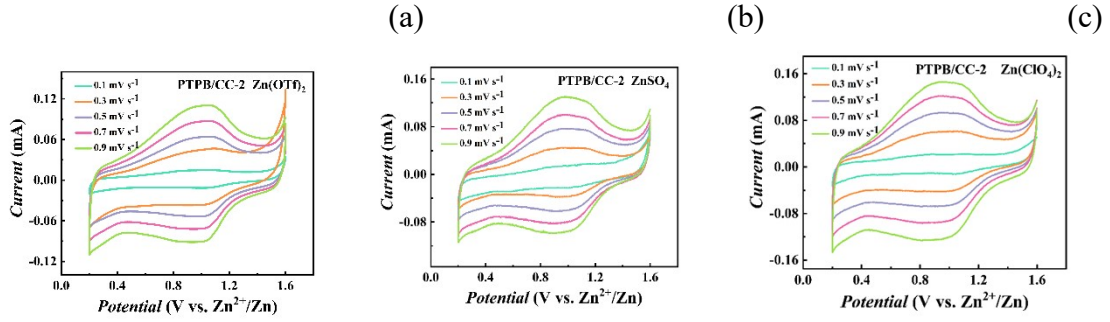 (a)
(b)
(c)
PTPB/CC-2 Zn(OTf)₂
0.1 mV s⁻¹
0.3 mV s⁻¹
0.5 mV s⁻¹
0.7 mV s⁻¹
0.9 mV s⁻¹
Current (mA)
0.12
0.06
0.00
-0.06
-0.12
0.0 0.4 0.8 1.2 1.6
Potential (V vs. Zn²⁺/Zn)
PTPB/CC-2 ZnSO₄
0.1 mV s⁻¹
0.3 mV s⁻¹
0.5 mV s⁻¹
0.7 mV s⁻¹
0.9 mV s⁻¹
Current (mA)
0.16
0.08
0.00
-0.08
0.0 0.4 0.8 1.2 1.6
Potential (V vs. Zn²⁺/Zn)
PTPB/CC-2 Zn(ClO₄)₂
0.1 mV s⁻¹
0.3 mV s⁻¹
0.5 mV s⁻¹
0.7 mV s⁻¹
0.9 mV s⁻¹
Current (mA)
0.16
0.08
0.00
-0.08
-0.16
0.0 0.4 0.8 1.2 1.6
Potential (V vs. Zn²⁺/Zn)